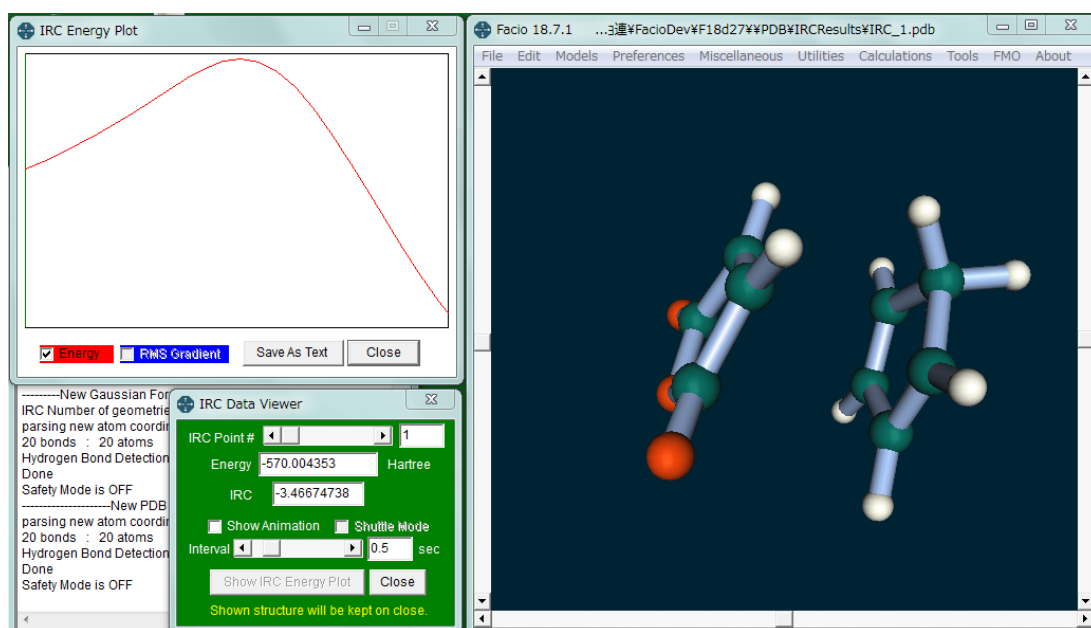 IRC Energy Plot
Energy
RMS Gradient
Save As Text
Close
---------New Gaussian For
IRC Number of geometrie
parsing new atom coordin
20 bonds : 20 atoms
Hydrogen Bond Detection
Done
Safety Mode is OFF
---------------------New PDB
parsing new atom coordin
20 bonds : 20 atoms
Hydrogen Bond Detection
Done
Safety Mode is OFF
IRC Data Viewer
IRC Point # 1
Energy -570.004353 Hartree
IRC -3.46674738
Show Animation Shuttle Mode
Interval 0.5 sec
Show IRC Energy Plot Close
Shown structure will be kept on close.
Facio 18.7.1 ...ョ連¥FacioDev¥F18d27¥¥PDB¥IRCResults¥IRC_1.pdb
File Edit Models Preferences Miscellaneous Utilities Calculations Tools FMO About